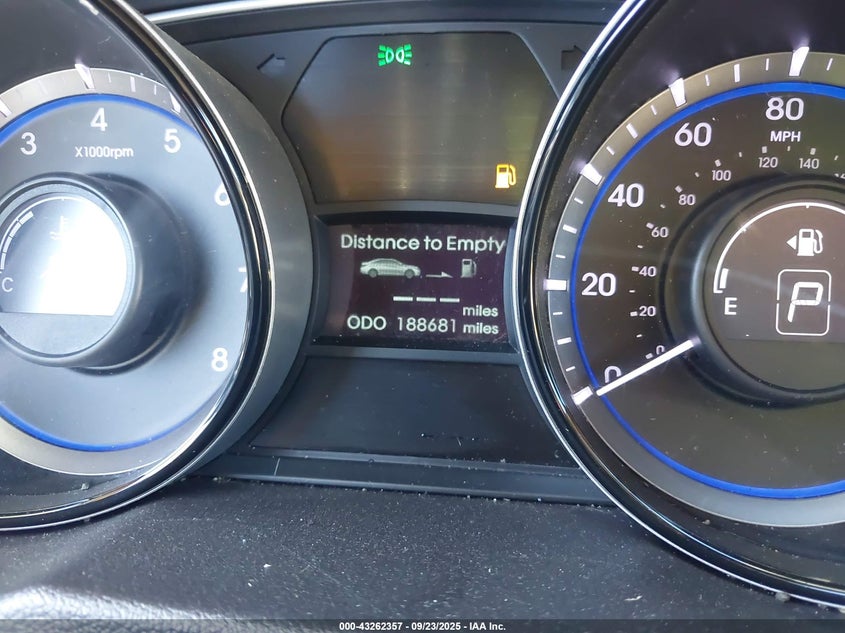 3 4 5 6 7 8
X1000rpm
C
Distance to Empty
--- miles
ODO 188681 miles
0 20 40 60 80
MPH
0 20 40 60 80 100 120 140
E
P
000-43262357 - 09/23/2025 - IAA Inc.